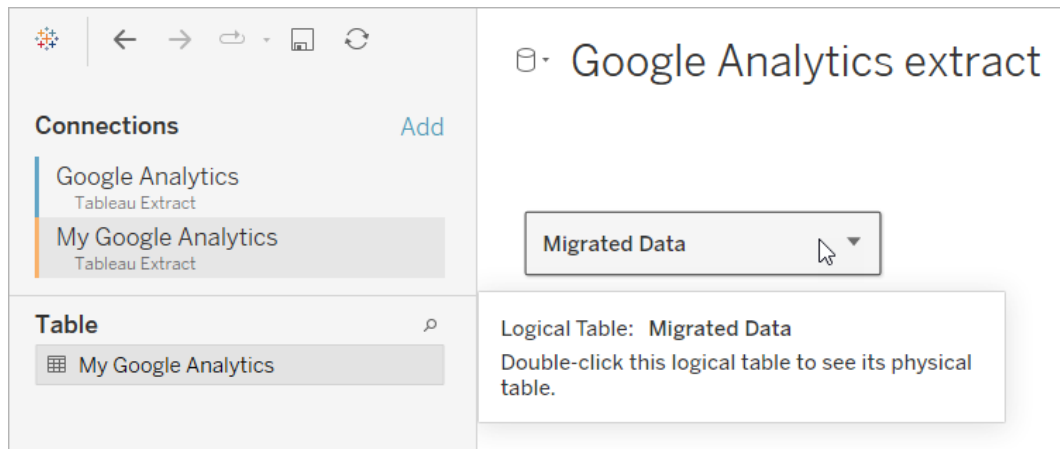 Connections
Add
Google Analytics
Tableau Extract
My Google Analytics
Tableau Extract
Table
My Google Analytics
Google Analytics extract
Migrated Data
Logical Table: Migrated Data
Double-click this logical table to see its physical
table.